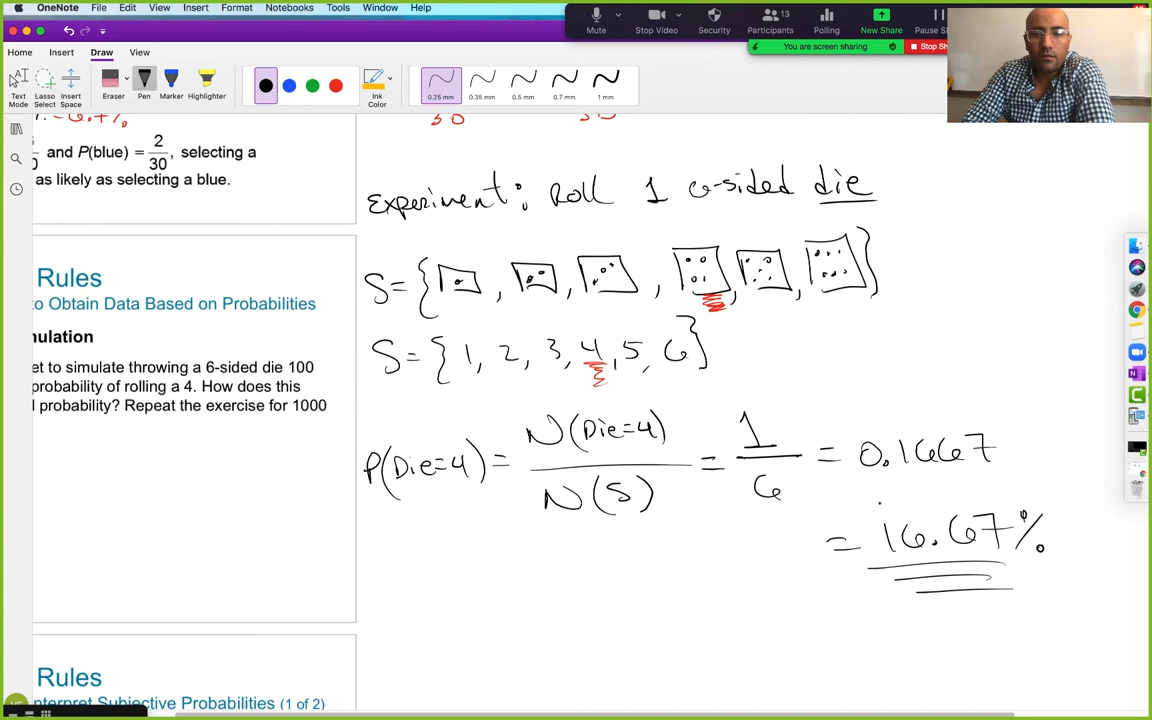 OneNote File Edit View Insert Format Notebooks Tools Window Help
13
Mute Stop Video Security Participants Polling New Share Pause
You are screen sharing Stop
Home Insert Draw View
Text Mode Lasso Select Insert Space Eraser Pen Marker Highlighter Ink Color 0.25 mm 0.35 mm 0.5 mm 0.7 mm 1 mm
and P(blue) = 2/30, selecting a
as likely as selecting a blue.
Rules
to Obtain Data Based on Probabilities
et to simulate throwing a 6-sided die 100
probability of rolling a 4. How does this
probability? Repeat the exercise for 1000
Rules
nterpret Subjective Probabilities (1 of 2)
30 30
Experiment: Roll 1 6-sided die
S={ , , , , , }
S={1, 2, 3, 4, 5, 6}
P(Die=4) = N(Die=4)/N(S) = 1/6 = 0.1667
= 16.67%